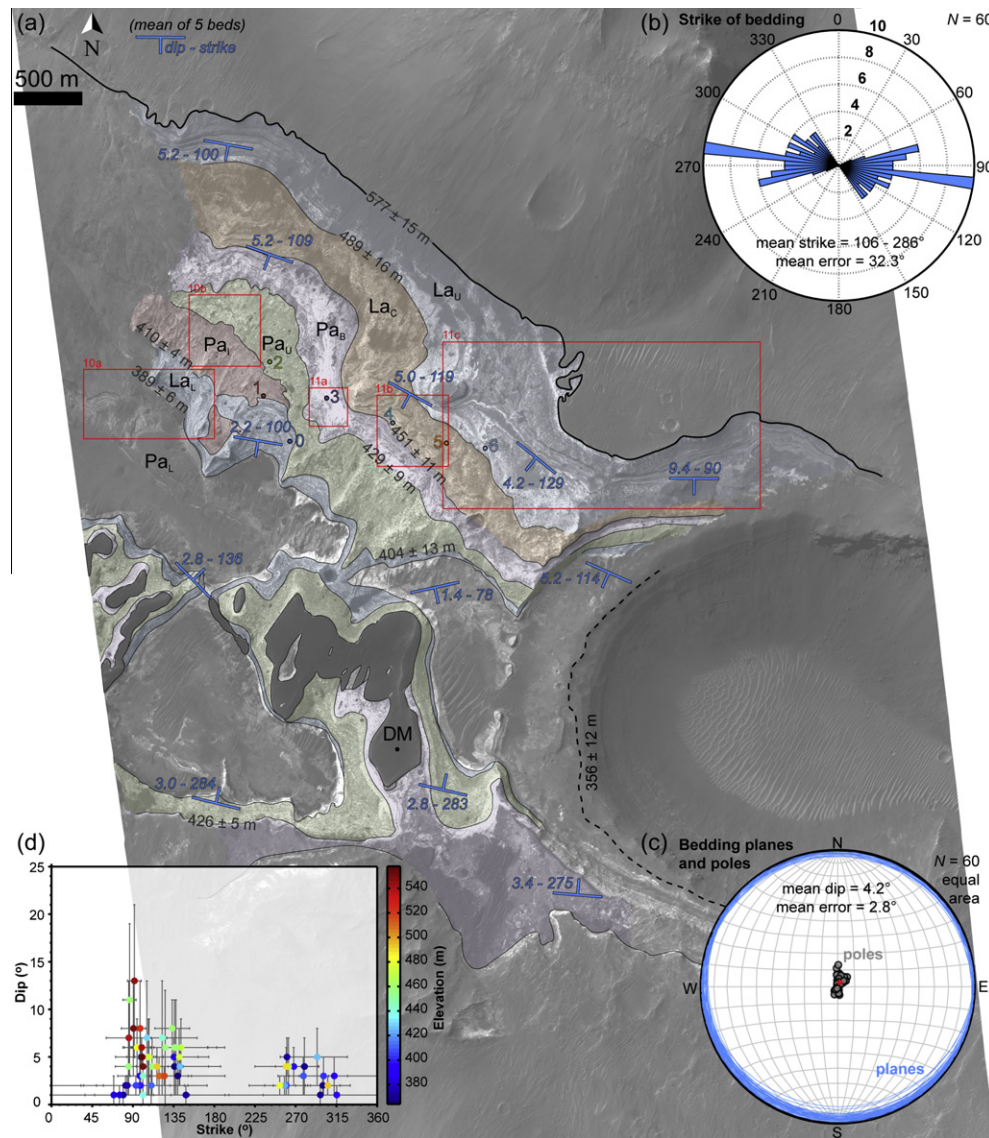 (a)
(mean of 5 beds)
dip - strike
N
500 m
5.2 - 100
577 ± 15 m
5.2 - 109
489 ± 16 m
La_U
La_C
Pa_B
10b
Pa_I
Pa_U
2
410 ± 4 m
10a
La_L
389 ± 6 m
1
11a
3
11c
5.0 - 119
11b
451 ± 11 m
5
6
2.2 - 100
0
Pa_L
429 ± 9 m
4.2 - 129
9.4 - 90
404 ± 13 m
1.4 - 78
5.2 - 114
356 ± 12 m
DM
3.0 - 284
426 ± 5 m
2.8 - 283
3.4 - 275
(b)
Strike of bedding
N = 60
0
30
60
90
120
150
180
210
240
270
300
330
10
8
6
4
2
mean strike = 106 - 286°
mean error = 32.3°
(c)
Bedding planes
and poles
N = 60
equal
area
N
mean dip = 4.2°
mean error = 2.8°
poles
W
E
planes
S
(d)
25
20
15
10
5
0
Dip (º)
0 45 90 135 180 225 270 315 360
Strike (º)
540
520
500
480
460
440
420
400
380
Elevation (m)